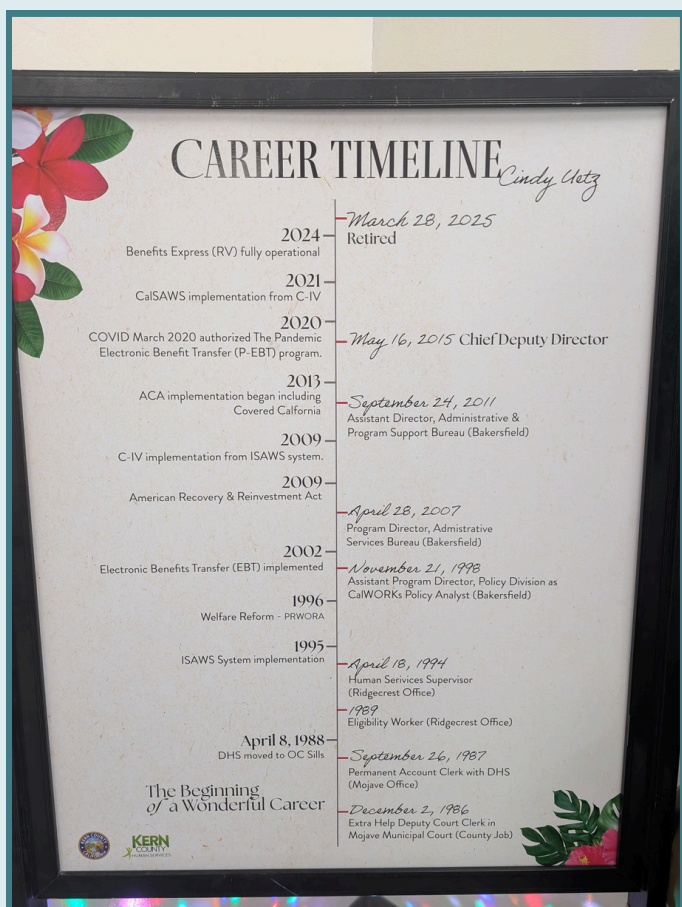 CAREER TIMELINE
Cindy Uetz
March 28, 2025
Retired
2024
Benefits Express (RV) fully operational
2021
CalSAWS implementation from C-IV
2020
COVID March 2020 authorized The Pandemic
Electronic Benefit Transfer (P-EBT) program.
May 16, 2015 Chief Deputy Director
2013
ACA implementation began including
Covered Calfornia
September 24, 2011
Assistant Director, Administrative &
Program Support Bureau (Bakersfield)
2009
C-IV implementation from ISAWS system.
2009
American Recovery & Reinvestment Act
April 28, 2007
Program Director, Admistrative
Services Bureau (Bakersfield)
2002
Electronic Benefits Transfer (EBT) implemented
November 21, 1998
Assistant Program Director, Policy Division as
CalWORKs Policy Analyst (Bakersfield)
1996
Welfare Reform - PRWORA
1995
ISAWS System implementation
April 18, 1994
Human Serivices Supervisor
(Ridgecrest Office)
1989
Eligibility Worker (Ridgecrest Office)
April 8, 1988
DHS moved to OC Sills
September 26, 1987
Permanent Account Clerk with DHS
(Mojave Office)
The Beginning
of a Wonderful Career
December 2, 1986
Extra Help Deputy Court Clerk in
Mojave Municipal Court (County Job)
KERN
COUNTY
HUMAN SERVICES